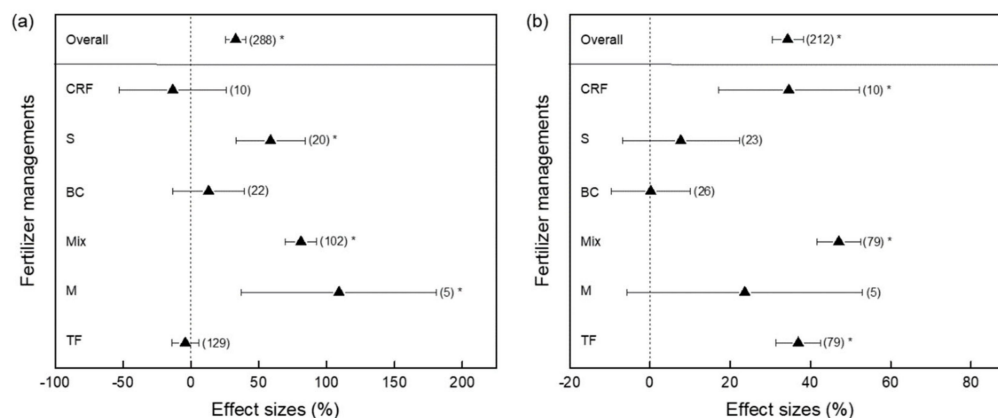 (a)
Fertilizer managements
Overall (288) *
CRF (10)
S (20) *
BC (22)
Mix (102) *
M (5) *
TF (129)
-100 -50 0 50 100 150 200
Effect sizes (%)
(b)
Fertilizer managements
Overall (212) *
CRF (10) *
S (23)
BC (26)
Mix (79) *
M (5)
TF (79) *
-20 0 20 40 60 80
Effect sizes (%)